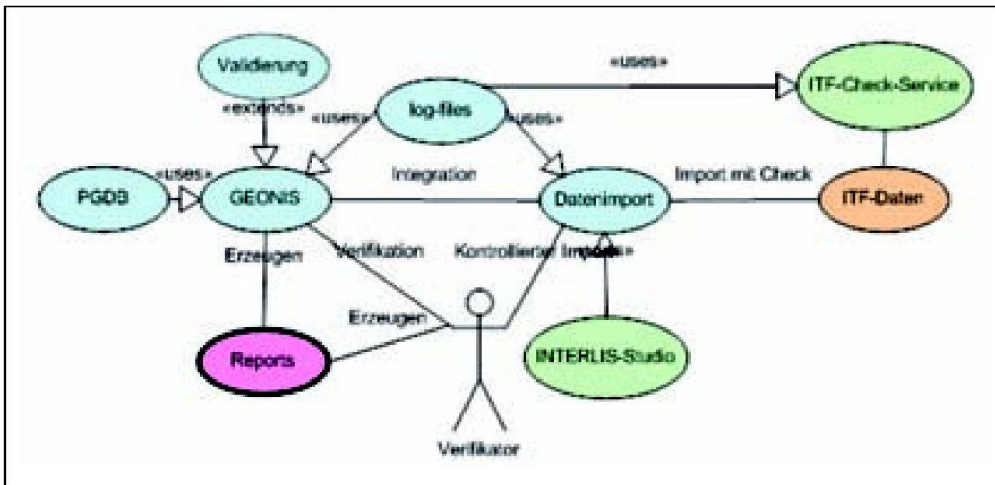 Validierung
«uses»
ITF-Check-Service
«extends»
log-files
«uses»
«uses»
«uses»
PGDB
GEONIS
Integration
Datenimport
Import mit Check
ITF-Daten
Erzeugen
Verifikation
Kontrollierter
Erzeugen
Reports
INTERLIS-Studio
Verifikator